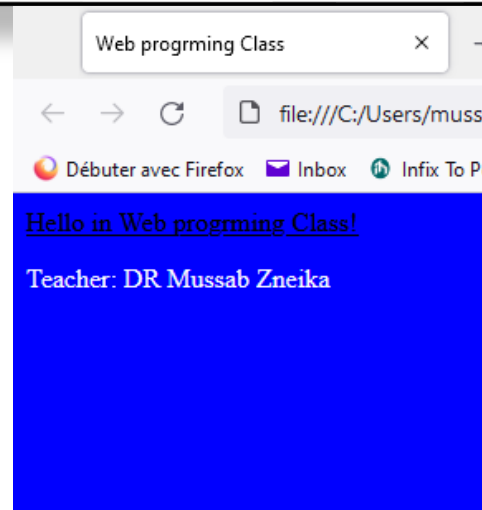 Web progrming Class
file:///C:/Users/muss
Débuter avec Firefox Inbox Infix To P
Hello in Web progrming Class!
Teacher: DR Mussab Zneika